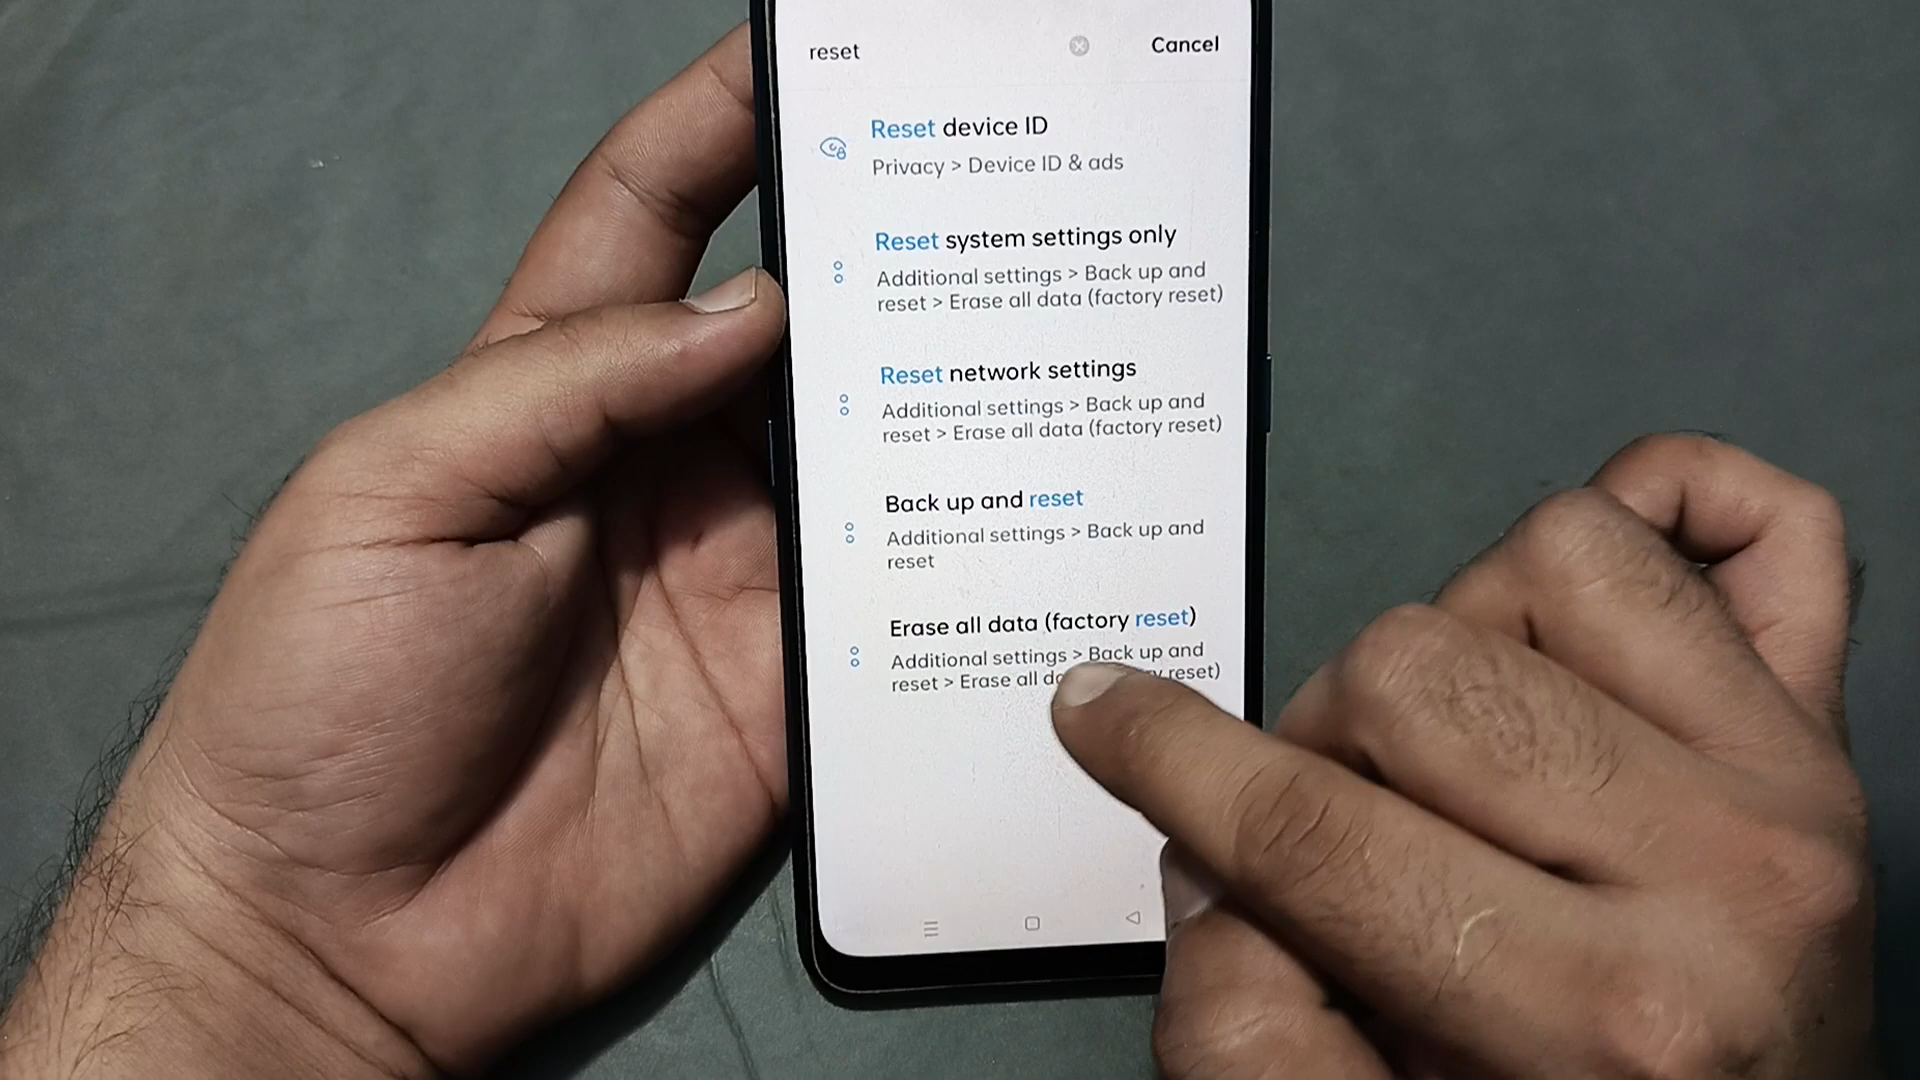 reset
Cancel
Reset device ID
Privacy > Device ID & ads
Reset system settings only
Additional settings > Back up and
reset > Erase all data (factory reset)
Reset network settings
Additional settings > Back up and
reset > Erase all data (factory reset)
Back up and reset
Additional settings > Back up and
reset
Erase all data (factory reset)
Additional settings > Back up and
reset > Erase all reset)